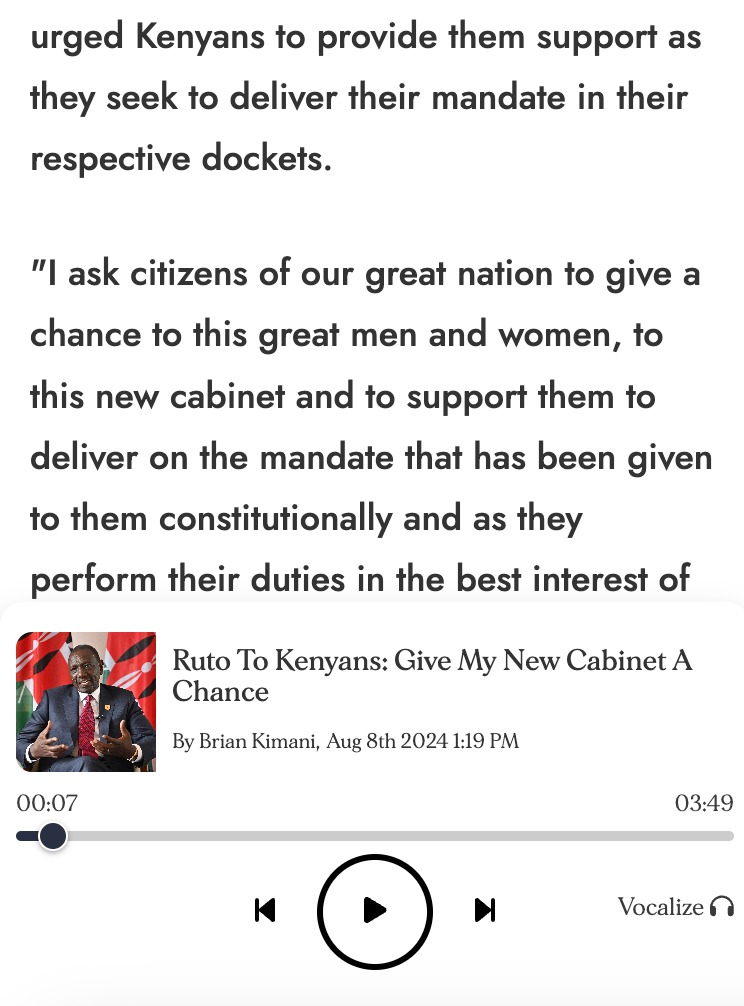 urged Kenyans to provide them support as
they seek to deliver their mandate in their
respective dockets.
"I ask citizens of our great nation to give a
chance to this great men and women, to
this new cabinet and to support them to
deliver on the mandate that has been given
to them constitutionally and as they
perform their duties in the best interest of
Ruto To Kenyans: Give My New Cabinet A
Chance
By Brian Kimani, Aug 8th 2024 1:19 PM
00:07
03:49
Vocalize